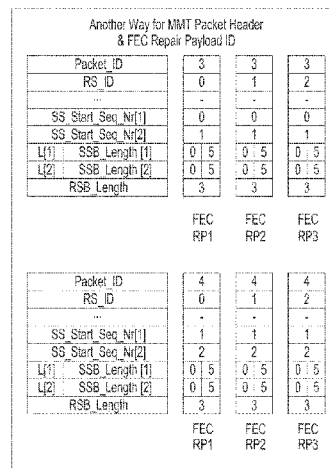 Another Way for MMT Packet Header
& FEC Repair Payload ID
Packet_ID 3 3 3
RS_ID 0 1 2
... - - -
SS_Start_Seq_Nr[1] 0 0 0
SS_Start_Seq_Nr[2] 1 1 1
L[1] SSB_Length [1] 0 5 0 5 0 5
L[2] SSB_Length [2] 0 5 0 5 0 5
RSB_Length 3 3 3
FEC FEC FEC
RP1 RP2 RP3
Packet_ID 4 4 4
RS_ID 0 1 2
... - - -
SS_Start_Seq_Nr[1] 1 1 1
SS_Start_Seq_Nr[2] 2 2 2
L[1] SSB_Length [1] 0 5 0 5 0 5
L[2] SSB_Length [2] 0 5 0 5 0 5
RSB_Length 3 3 3
FEC FEC FEC
RP1 RP2 RP3